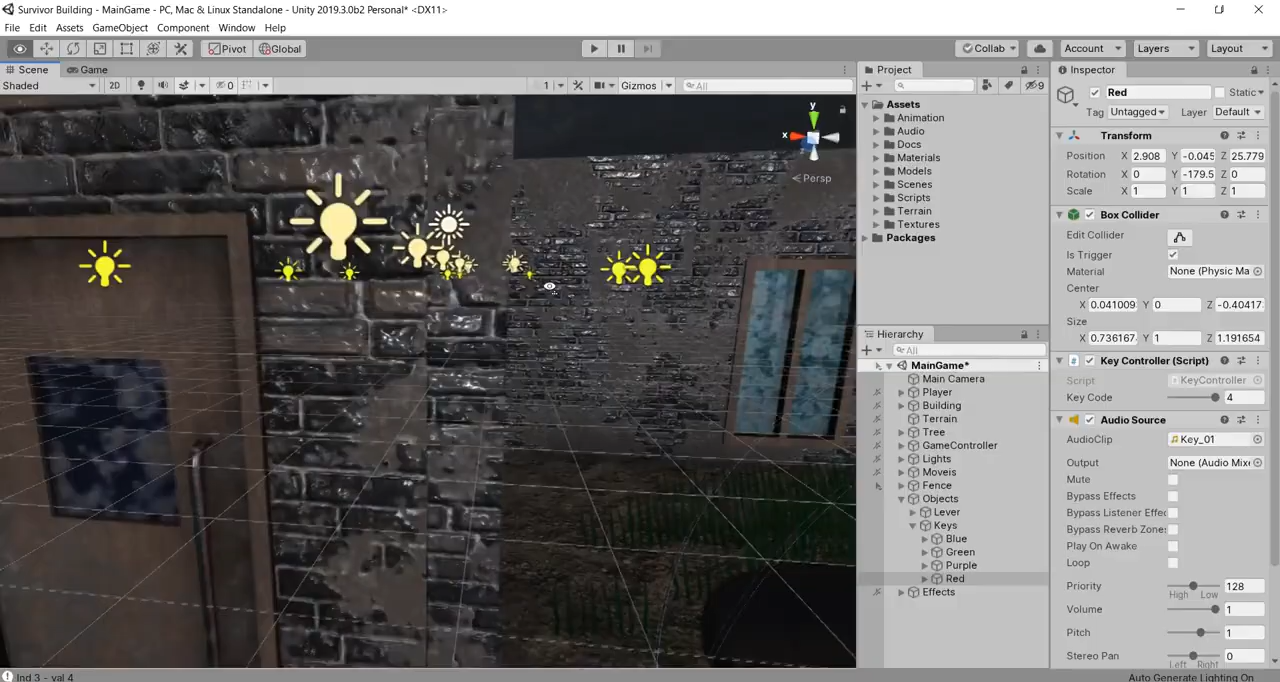 Survivor Building - MainGame - PC, Mac & Linux Standalone - Unity 2019.3.0b2 Personal* <DX11>
File Edit Assets GameObject Component Window Help
Pivot Global Collab Account Layers Layout
Scene Game
Shaded 2D 0 1 Gizmos All
y
x
Persp
Project
9
Assets
Animation
Audio
Docs
Materials
Models
Scenes
Scripts
Terrain
Textures
Packages
Hierarchy
All
MainGame*
Main Camera
Player
Building
Terrain
Tree
GameController
Lights
Moveis
Fence
Objects
Lever
Keys
Blue
Green
Purple
Red
Effects
Inspector
Red Static
Tag Untagged Layer Default
Transform
Position X 2.908 Y -0.045 Z 25.779
Rotation X 0 Y -179.5 Z 0
Scale X 1 Y 1 Z 1
Box Collider
Edit Collider
Is Trigger
Material None (Physic Ma
Center
X 0.041009 Y 0 Z -0.40417
Size
X 0.736167 Y 1 Z 1.191654
Key Controller (Script)
Script KeyController
Key Code 4
Audio Source
AudioClip Key_01
Output None (Audio Mix
Mute
Bypass Effects
Bypass Listener Effec
Bypass Reverb Zone
Play On Awake
Loop
Priority 128
High Low
Volume 1
Pitch 1
Stereo Pan 0
Left Right
Ind 3 - val 4
Auto Generate Lighting On